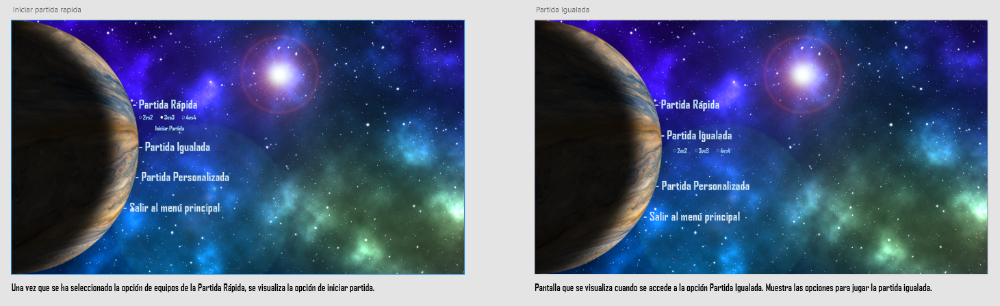 Iniciar partida rapida
- Partida Rápida
2vs2 3vs3 4vs4
Iniciar Partida
- Partida Igualada
- Partida Personalizada
- Salir al menú principal
Una vez que se ha seleccionado la opción de equipos de la Partida Rápida, se visualiza la opción de iniciar partida.
Partida Igualada
- Partida Rápida
- Partida Igualada
2vs2 3vs3 4vs4
- Partida Personalizada
- Salir al menú principal
Pantalla que se visualiza cuando se accede a la opción Partida Igualada. Muestra las opciones para jugar la partida igualada.